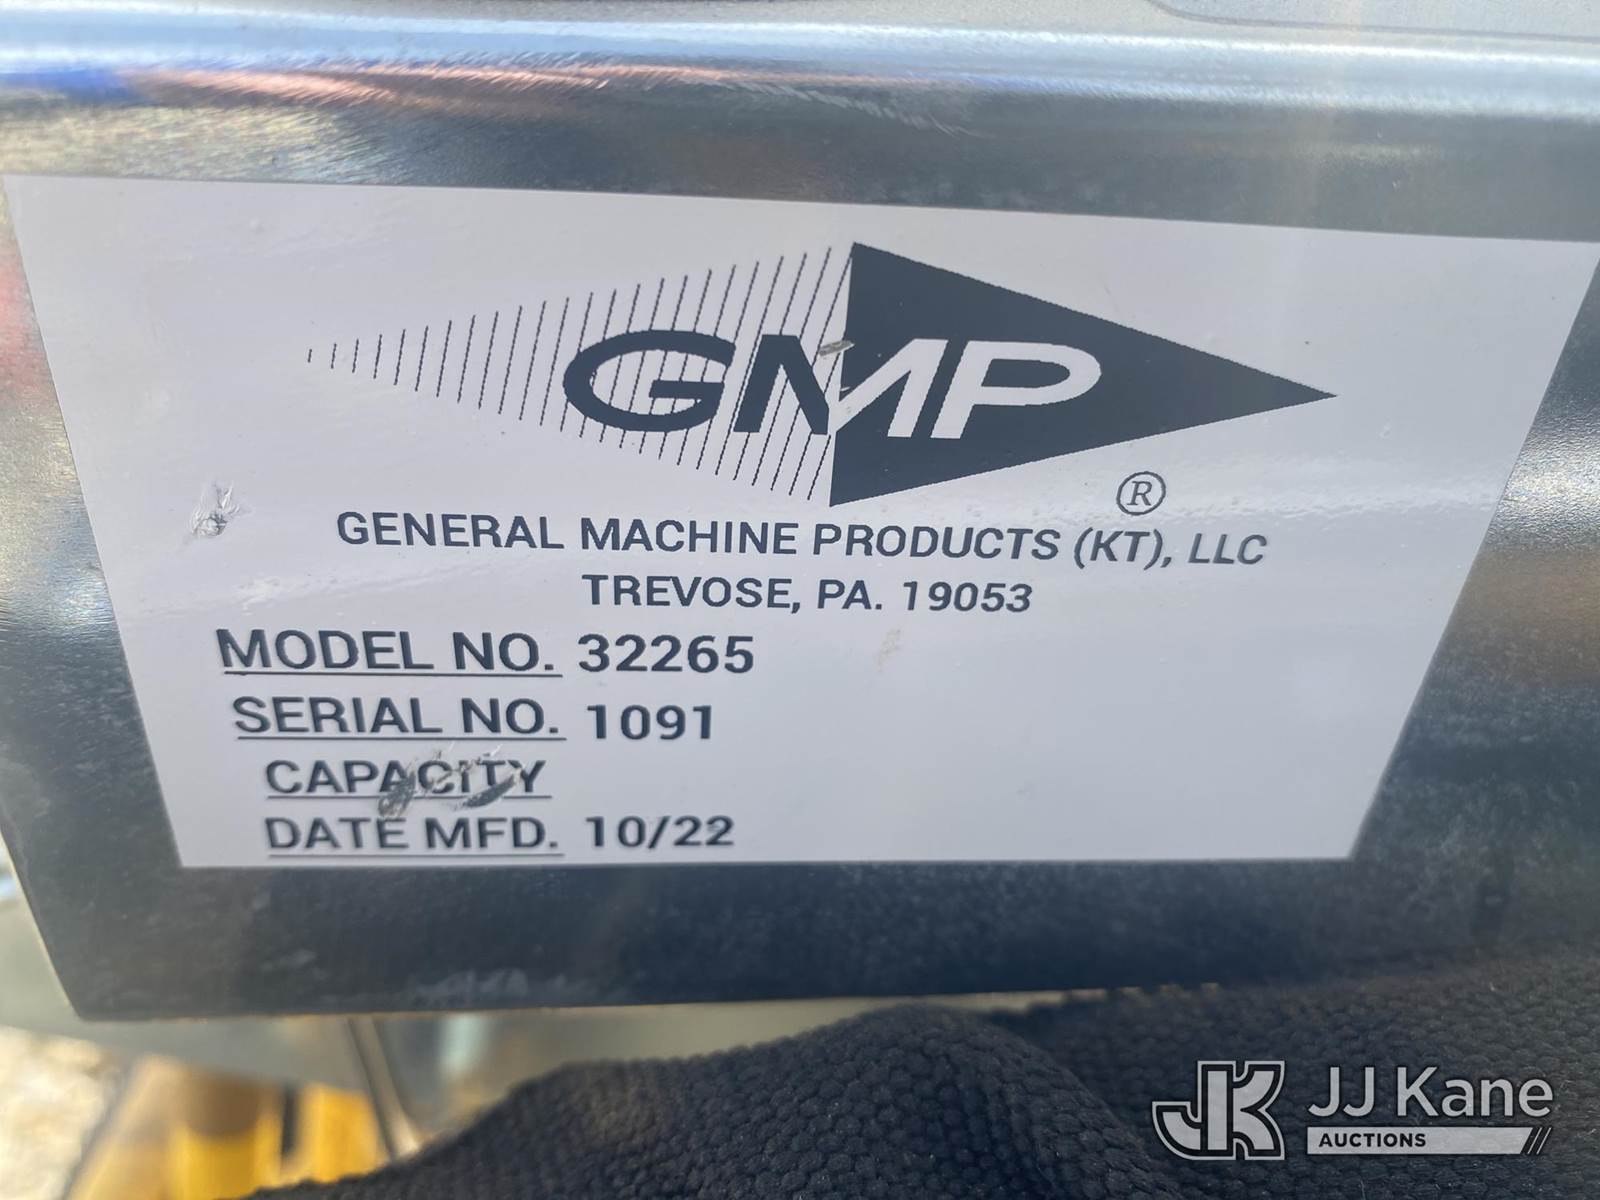 GMP
®
GENERAL MACHINE PRODUCTS (KT), LLC
TREVOSE, PA. 19053
MODEL NO. 32265
SERIAL NO. 1091
CAPACITY
DATE MFD. 10/22
JK JJ Kane
AUCTIONS